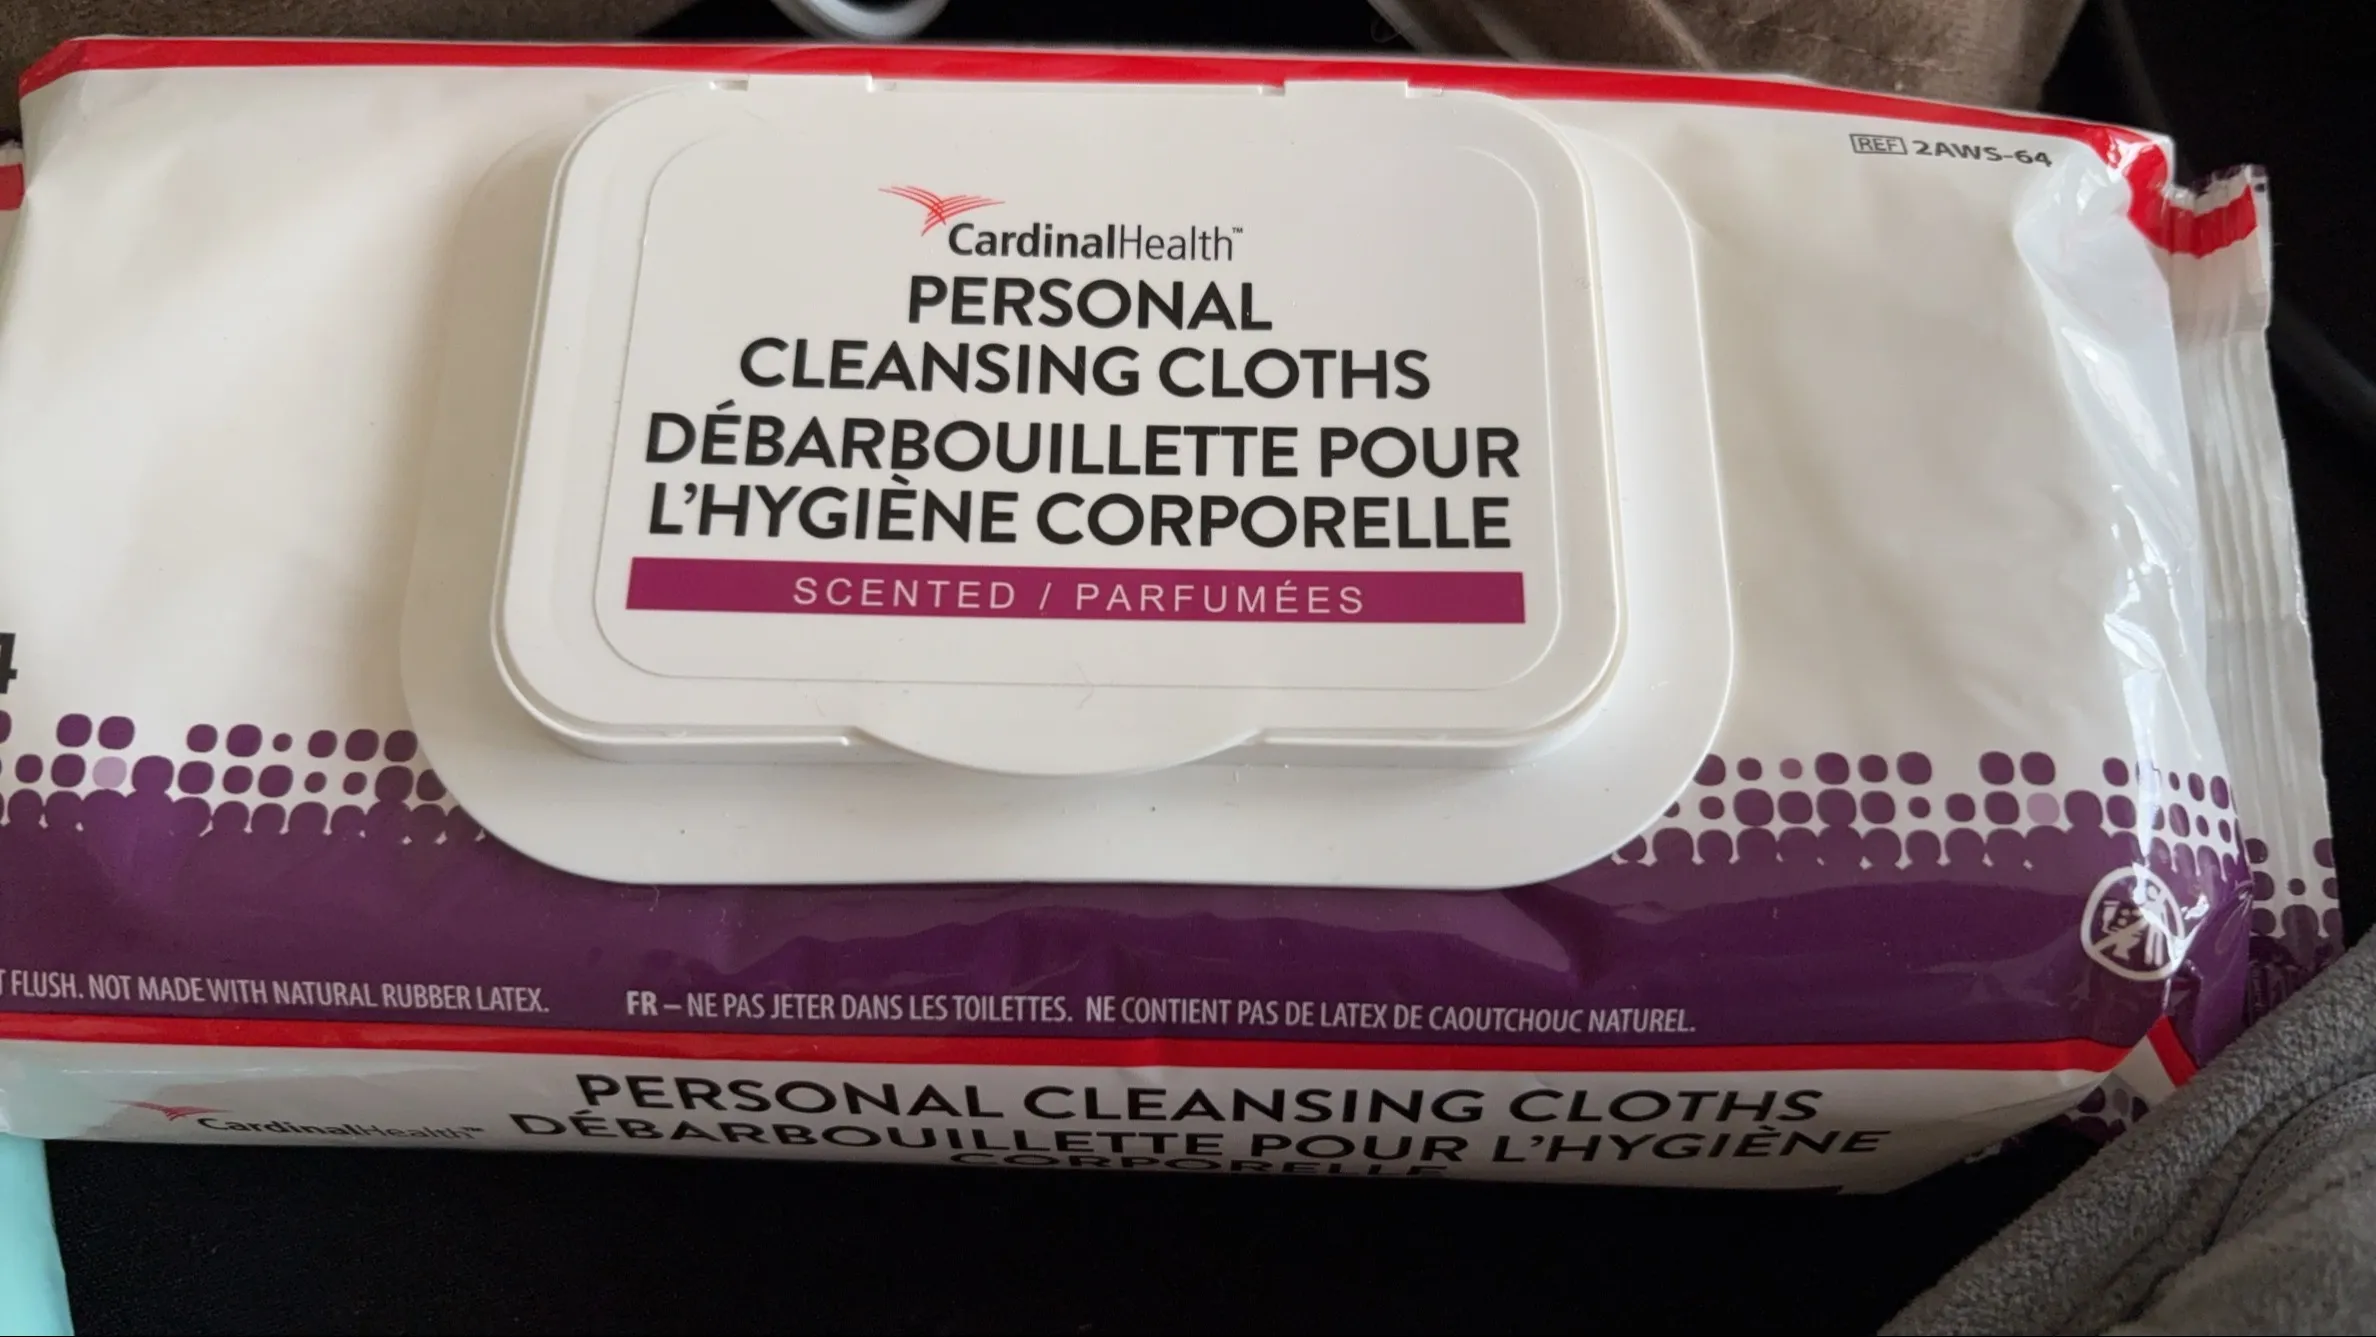 REF 2AWS-64
CardinalHealth™
PERSONAL
CLEANSING CLOTHS
DÉBARBOUILLETTE POUR
L'HYGIÈNE CORPORELLE
SCENTED / PARFUMÉES
4
FLUSH. NOT MADE WITH NATURAL RUBBER LATEX. FR – NE PAS JETER DANS LES TOILETTES. NE CONTIENT PAS DE LATEX DE CAOUTCHOUC NATUREL.
PERSONAL CLEANSING CLOTHS
CardinalHealth™ DÉBARBOUILLETTE POUR L'HYGIÈNE
CORPORELLE